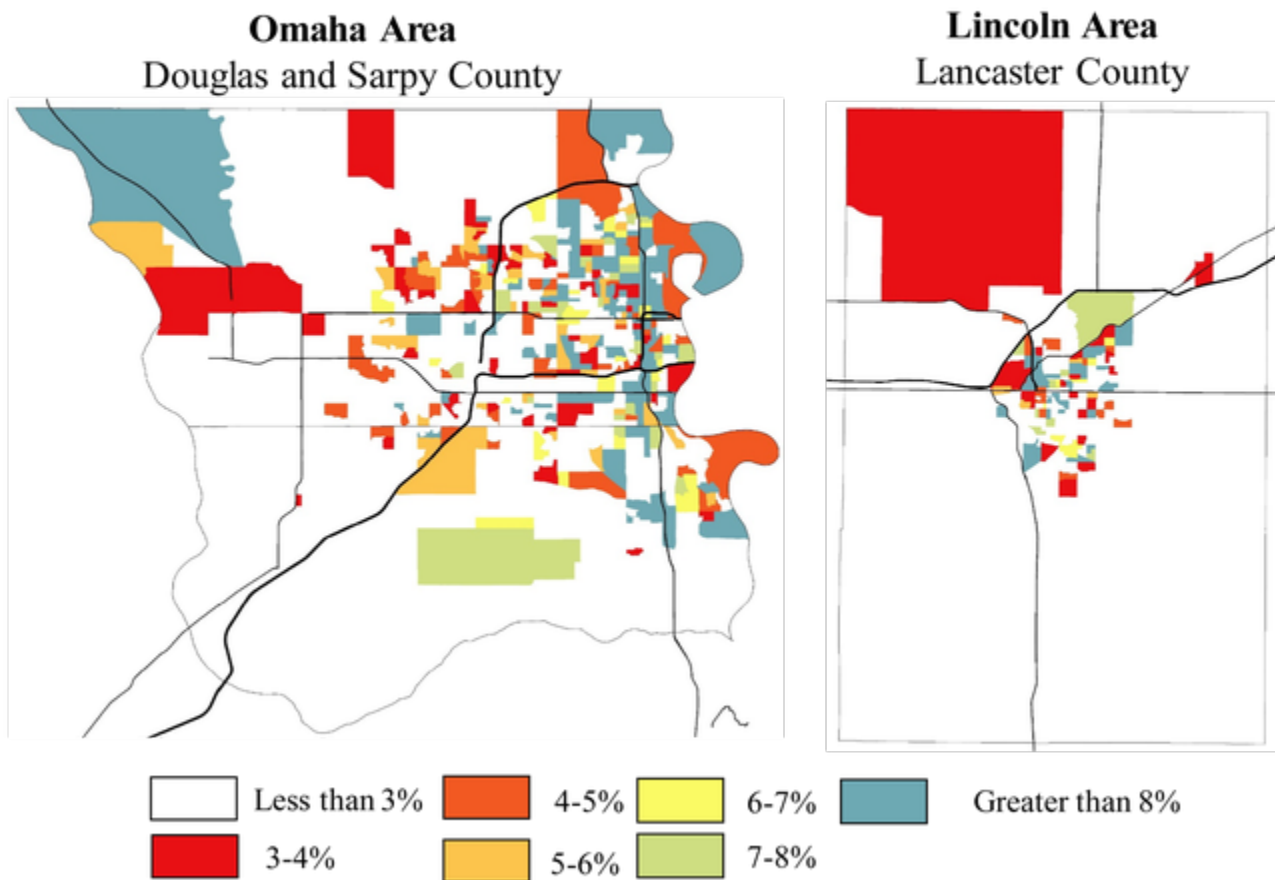 Omaha Area
Douglas and Sarpy County
Lincoln Area
Lancaster County
Less than 3%
4-5%
6-7%
Greater than 8%
3-4%
5-6%
7-8%